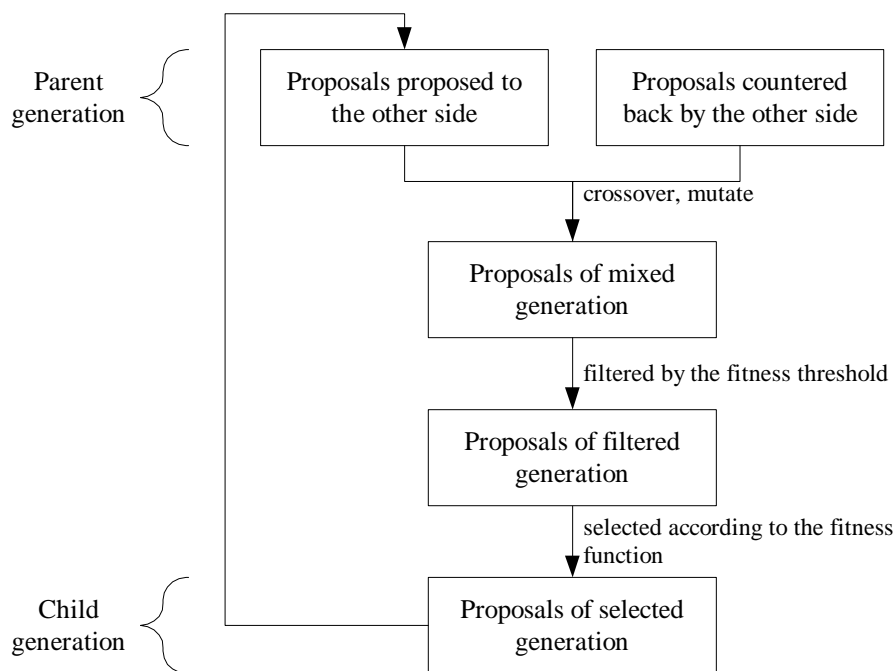 Parent
generation
Proposals proposed to
the other side
Proposals countered
back by the other side
crossover, mutate
Proposals of mixed
generation
filtered by the fitness threshold
Proposals of filtered
generation
selected according to the fitness
function
Child
generation
Proposals of selected
generation